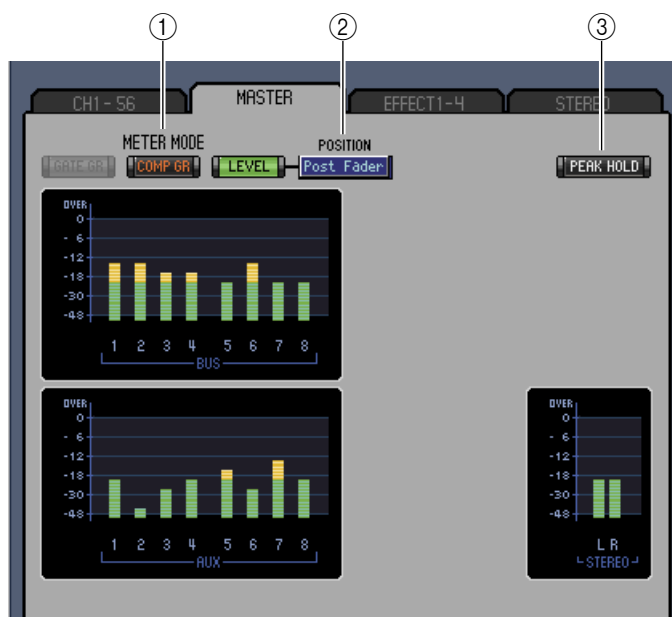 ① ② ③
CH1 - 56 MASTER EFFECT1-4 STEREO
METER MODE POSITION
GATE GR COMP GR LEVEL Post Fader PEAK HOLD
OVER
0
- 6
-12
-18
-30
-48
1 2 3 4 5 6 7 8
BUS
OVER
0
- 6
-12
-18
-30
-48
1 2 3 4 5 6 7 8
AUX
OVER
0
- 6
-12
-18
-30
-48
L R
STEREO